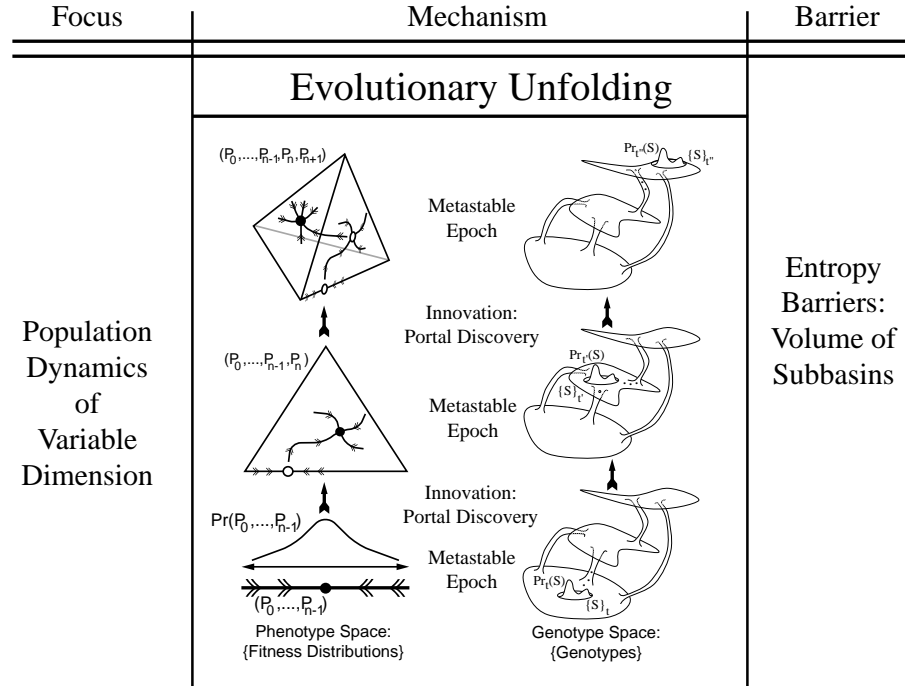 Focus
Mechanism
Barrier
Evolutionary Unfolding
(P0,...,Pn-1,Pn,Pn+1)
Prt''(S)
{S}t''
Metastable
Epoch
Innovation:
Portal Discovery
(P0,...,Pn-1,Pn)
Prt'(S)
{S}t'
Metastable
Epoch
Innovation:
Portal Discovery
Pr(P0,...,Pn-1)
Metastable
Epoch
Prt(S)
{S}t
(P0,...,Pn-1)
Phenotype Space:
{Fitness Distributions}
Genotype Space:
{Genotypes}
Population
Dynamics
of
Variable
Dimension
Entropy
Barriers:
Volume of
Subbasins